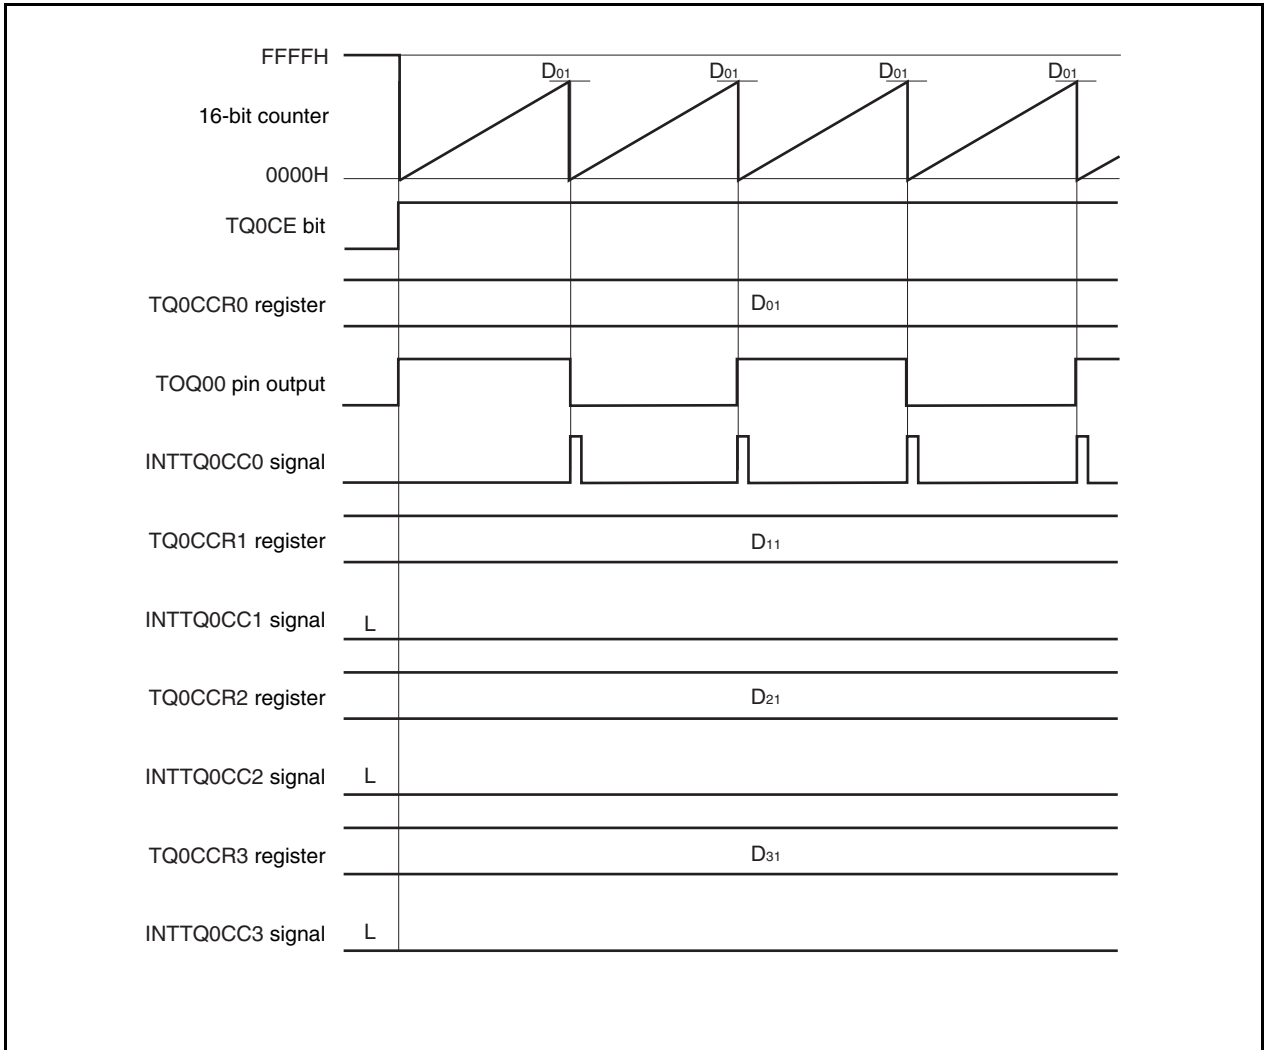 FFFFH
D01 D01 D01 D01
16-bit counter
0000H
TQ0CE bit
TQ0CCR0 register D01
TOQ00 pin output
INTTQ0CC0 signal
TQ0CCR1 register D11
INTTQ0CC1 signal L
TQ0CCR2 register D21
INTTQ0CC2 signal L
TQ0CCR3 register D31
INTTQ0CC3 signal L